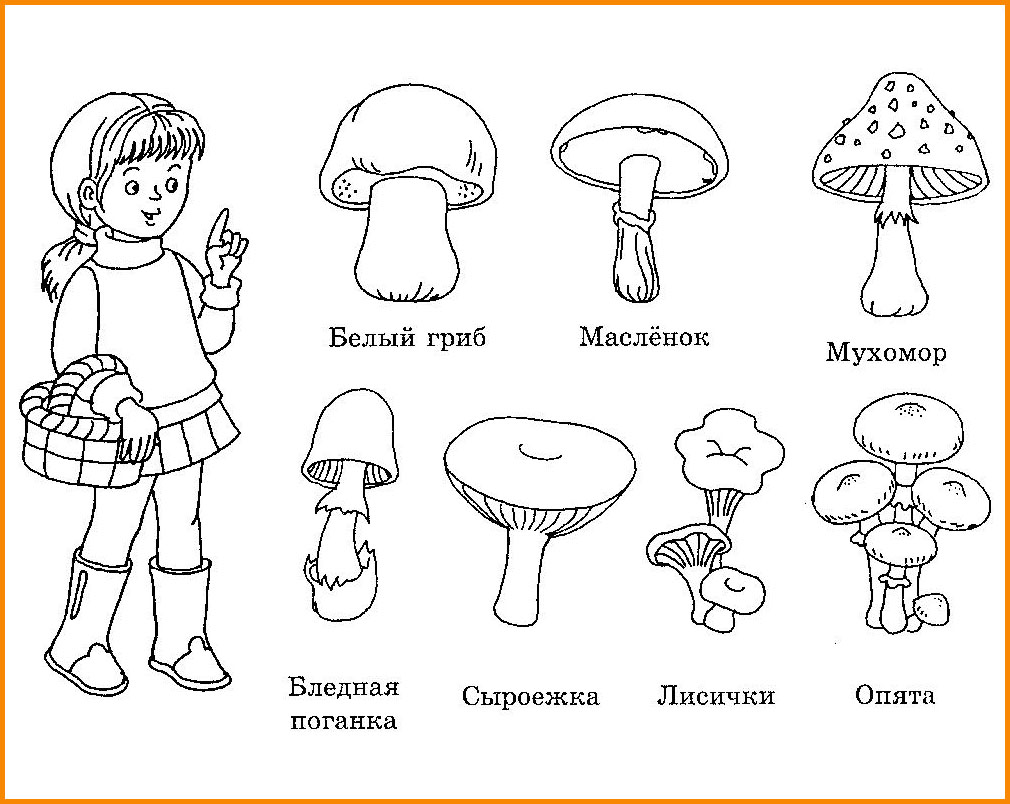 Белый гриб
Маслёнок
Мухомор
Бледная
поганка
Сыроежка
Лисички
Опята